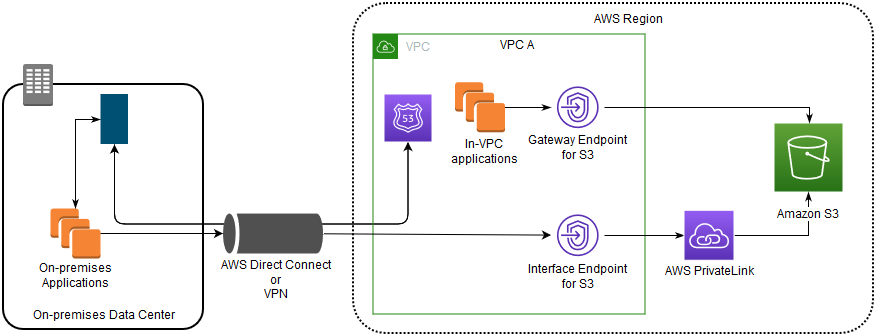 AWS Region
VPC
VPC A
53
In-VPC
applications
Gateway Endpoint
for S3
Amazon S3
On-premises
Applications
AWS Direct Connect
or
VPN
Interface Endpoint
for S3
AWS PrivateLink
On-premises Data Center